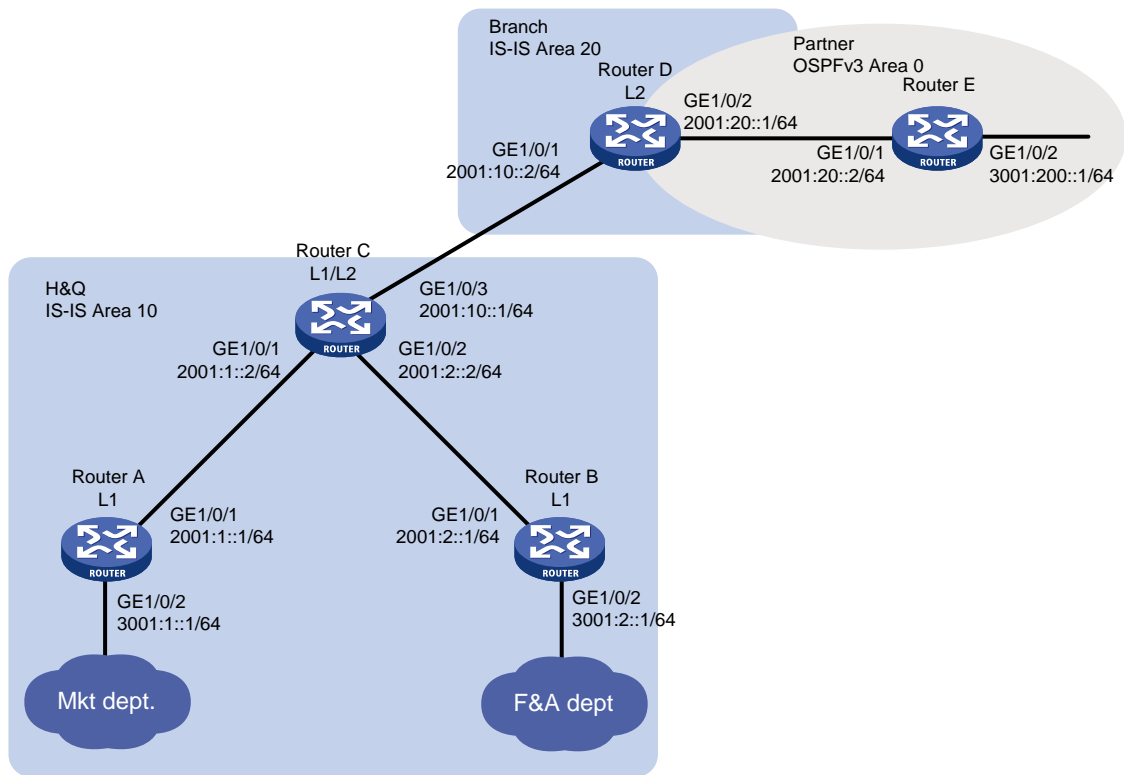 Branch
IS-IS Area 20
Partner
OSPFv3 Area 0
Router D
L2
Router E
GE1/0/2
2001:20::1/64
GE1/0/1
2001:10::2/64
ROUTER
GE1/0/1
2001:20::2/64
ROUTER
GE1/0/2
3001:200::1/64
Router C
L1/L2
H&Q
IS-IS Area 10
GE1/0/3
2001:10::1/64
ROUTER
GE1/0/1
2001:1::2/64
GE1/0/2
2001:2::2/64
Router A
L1
Router B
L1
GE1/0/1
2001:1::1/64
GE1/0/1
2001:2::1/64
ROUTER
ROUTER
GE1/0/2
3001:1::1/64
GE1/0/2
3001:2::1/64
Mkt dept.
F&A dept